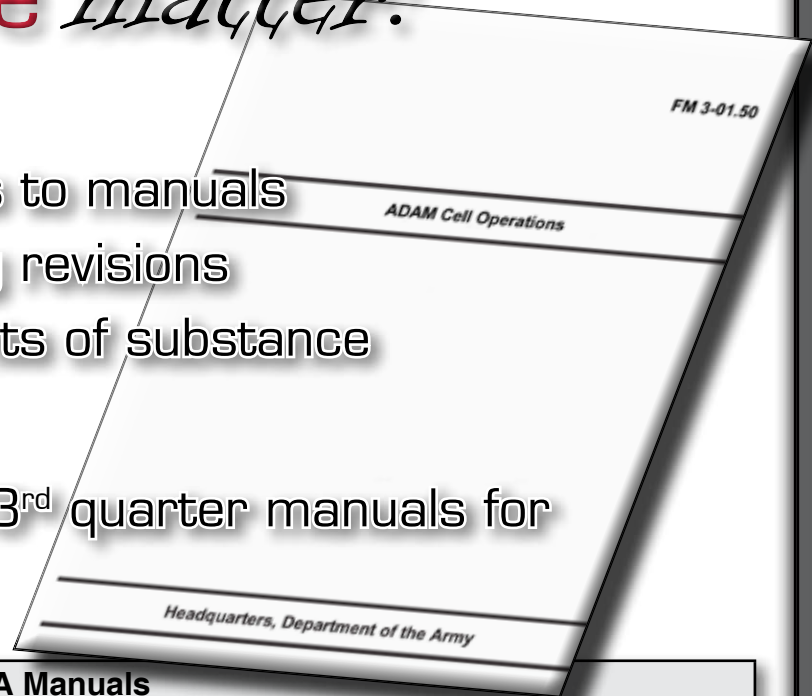 matter.
FM 3-01.50
to manuals
ADAM Cell Operations
revisions
of substance
3rd quarter manuals for
Headquarters, Department of the Army
Manuals